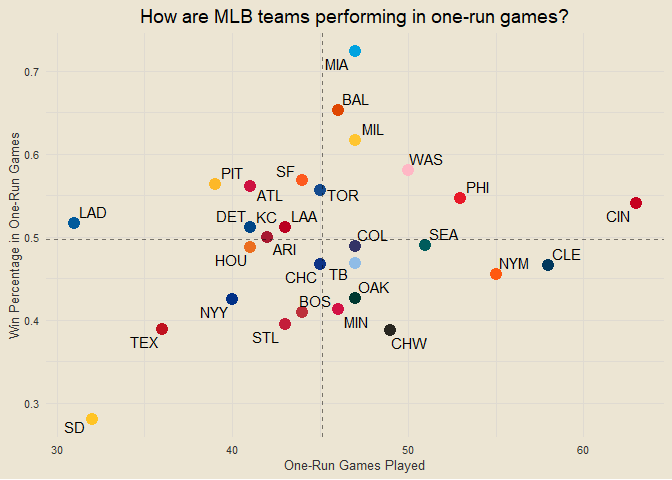 How are MLB teams performing in one-run games?
Win Percentage in One-Run Games
0.7
0.6
0.5
0.4
0.3
MIA
BAL
MIL
WAS
PIT
SF
ATL
TOR
PHI
CIN
LAD
DET
KC
LAA
HOU
ARI
COL
SEA
CHC
TB
NYM
CLE
NYY
BOS
OAK
STL
MIN
CHW
TEX
SD
30
40
50
60
One-Run Games Played